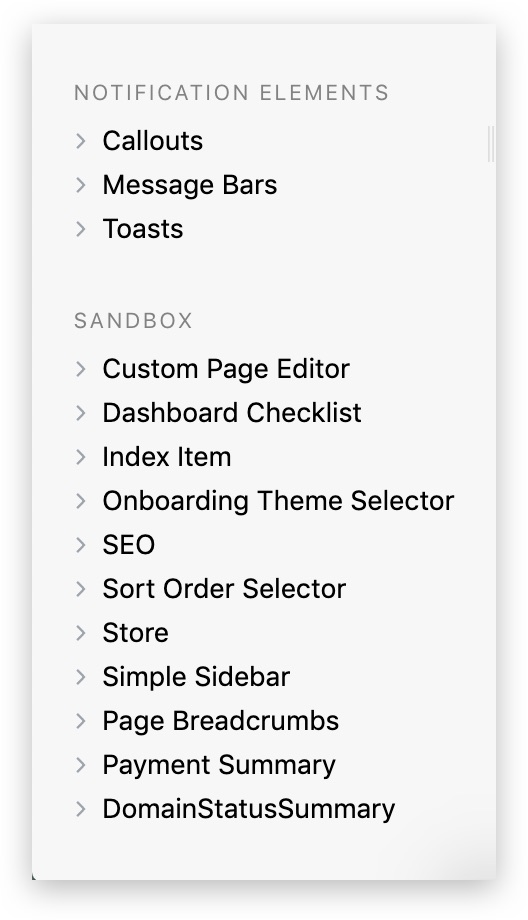 NOTIFICATION ELEMENTS
Callouts
Message Bars
Toasts
SANDBOX
Custom Page Editor
Dashboard Checklist
Index Item
Onboarding Theme Selector
SEO
Sort Order Selector
Store
Simple Sidebar
Page Breadcrumbs
Payment Summary
DomainStatusSummary